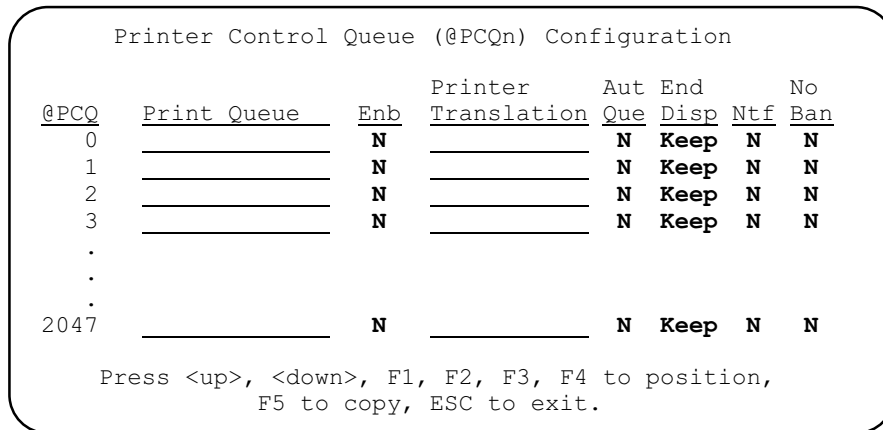 Printer Control Queue (@PCQn) Configuration
Printer Aut End No
@PCQ Print Queue Enb Translation Que Disp Ntf Ban
0 N N Keep N N
1 N N Keep N N
2 N N Keep N N
3 N N Keep N N
.
.
.
2047 N N Keep N N
Press <up>, <down>, F1, F2, F3, F4 to position,
F5 to copy, ESC to exit.